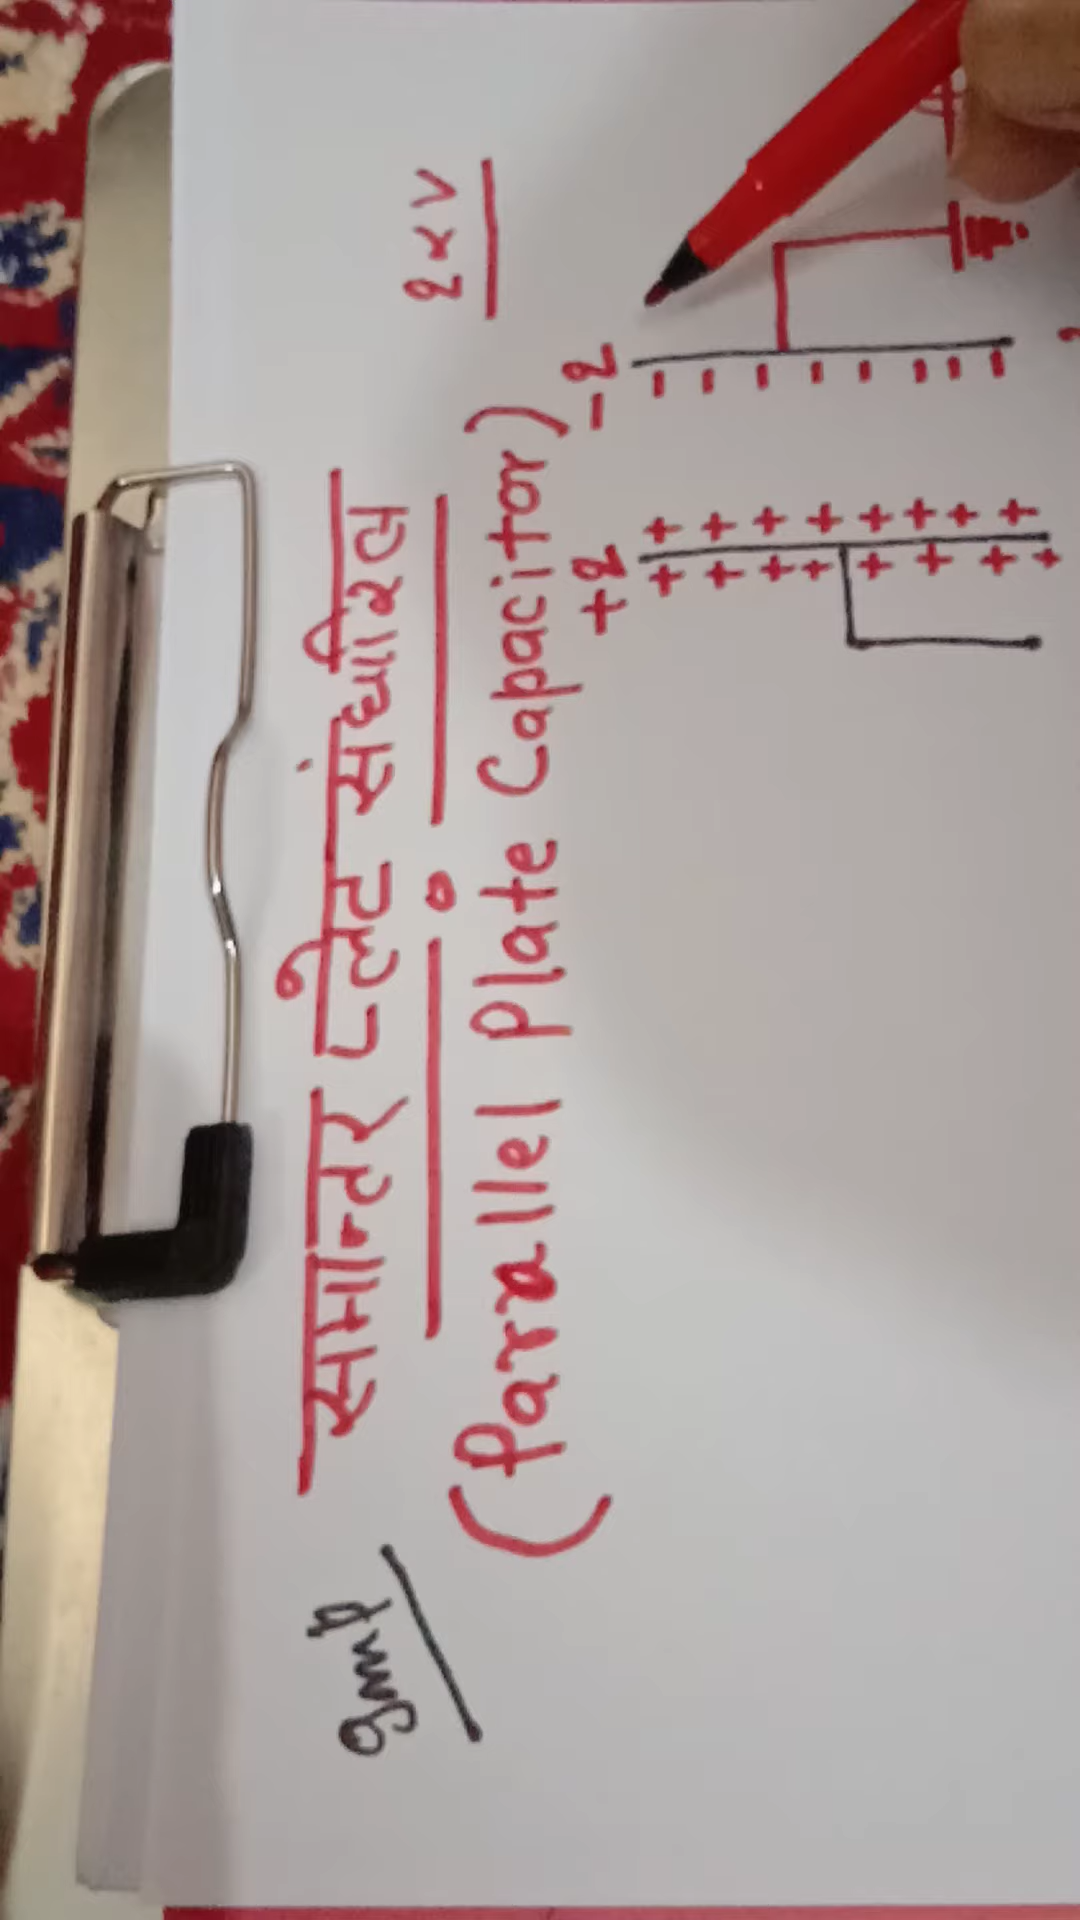 Imp
समान्तर प्लेट संधारित्र
(Parallel Plate Capacitor)
q ∝ V
+q
-q
+ + + + + + + +
+ + + + + + + +
- - - - - - - -